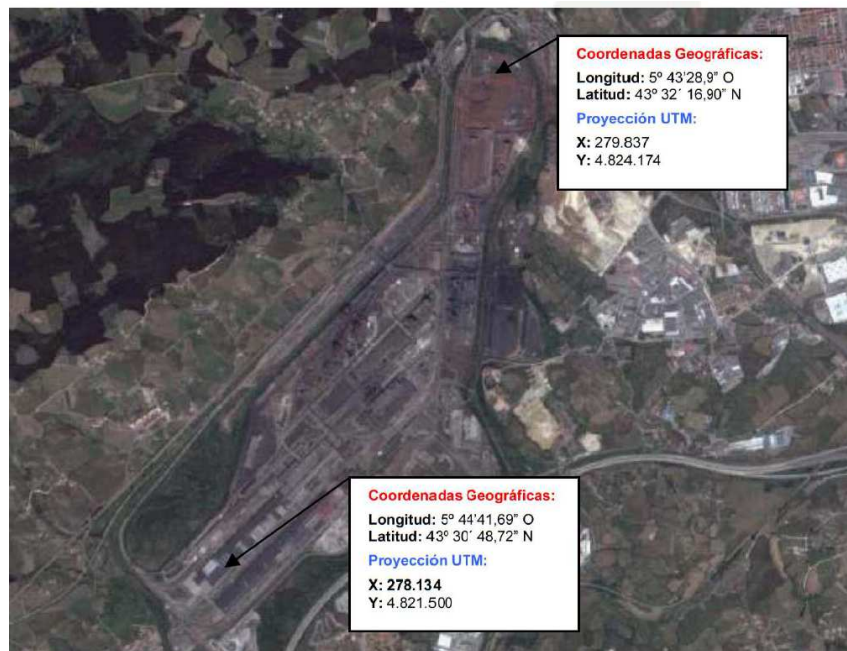 Coordenadas Geográficas:
Longitud: 5º 43'28,9" O
Latitud: 43º 32´ 16,90" N
Proyección UTM:
X: 279.837
Y: 4.824.174
Coordenadas Geográficas:
Longitud: 5º 44'41,69" O
Latitud: 43º 30´ 48,72" N
Proyección UTM:
X: 278.134
Y: 4.821.500